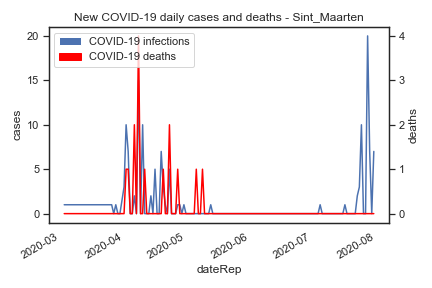 New COVID-19 daily cases and deaths - Sint_Maarten
COVID-19 infections
COVID-19 deaths
20
15
10
5
0
cases
4
3
2
1
0
deaths
2020-03
2020-04
2020-05
2020-06
2020-07
2020-08
dateRep